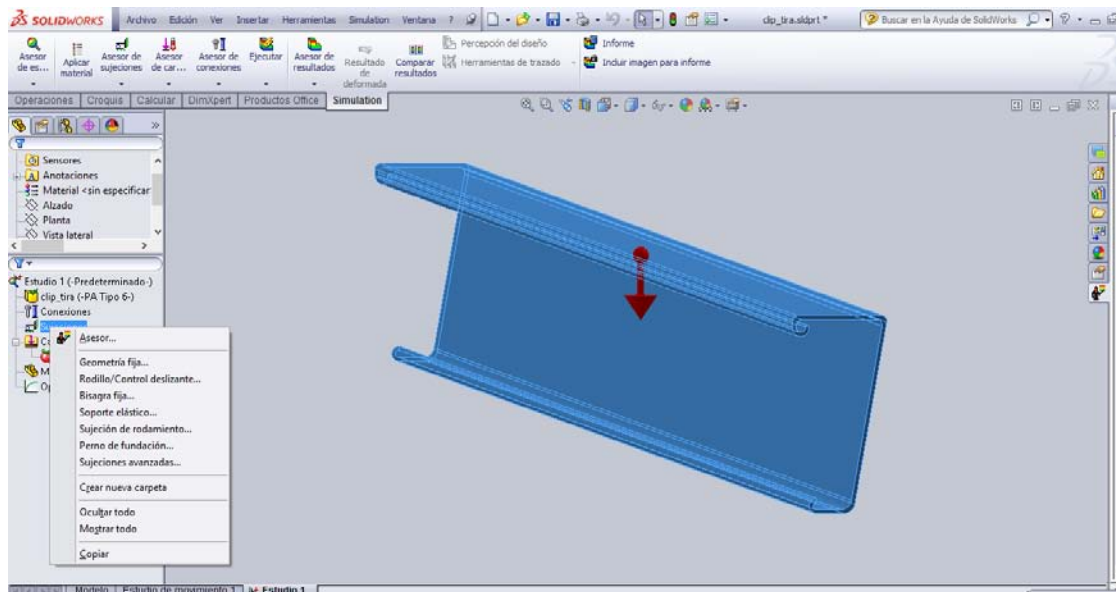 SOLIDWORKS Archivo Edición Ver Insertar Herramientas Simulation Ventana ? clip_tira.sldprt * Buscar en la Ayuda de SolidWorks
Asesor de es...
Aplicar material
Asesor de sujeciones
Asesor de car...
Asesor de conexiones
Ejecutar
Asesor de resultados
Resultado de deformada
Comparar resultados
Percepción del diseño
Herramientas de trazado
Informe
Incluir imagen para informe
Operaciones Croquis Calcular DimXpert Productos Office Simulation
Sensores
Anotaciones
Material <sin especificar
Alzado
Planta
Vista lateral
Estudio 1 (-Predeterminado-)
clip_tira (-PA Tipo 6-)
Conexiones
Asesor...
Geometría fija...
Rodillo/Control deslizante...
Bisagra fija...
Soporte elástico...
Sujeción de rodamiento...
Perno de fundación...
Sujeciones avanzadas...
Crear nueva carpeta
Ocultar todo
Mostrar todo
Copiar
Modelo Estudio de movimiento 1 Estudio 1